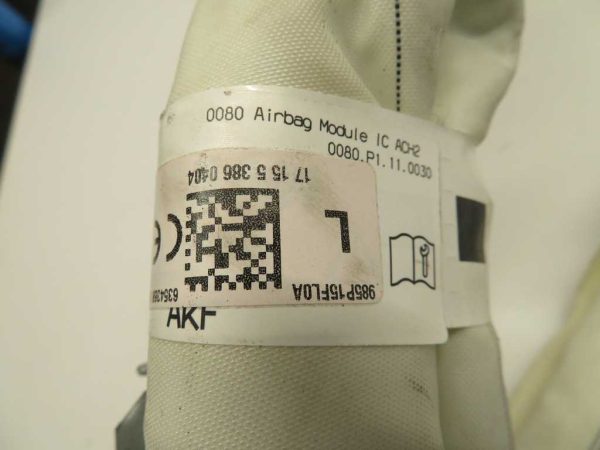 0080 Airbag Module IC ACH2
0080.P1.11.0030
17 15 5 386 0404
L
985P15FL0A
AKF